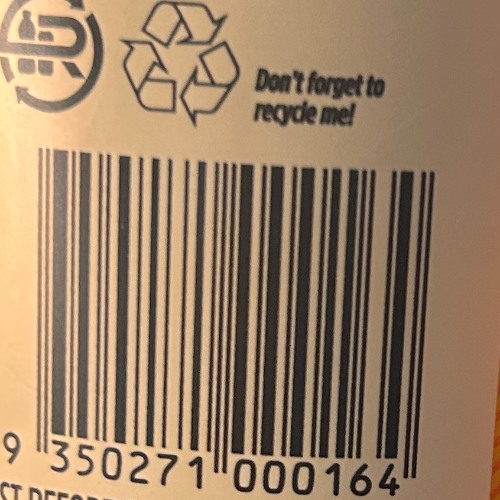 Don't forget to
recycle me!
9 350271 000164